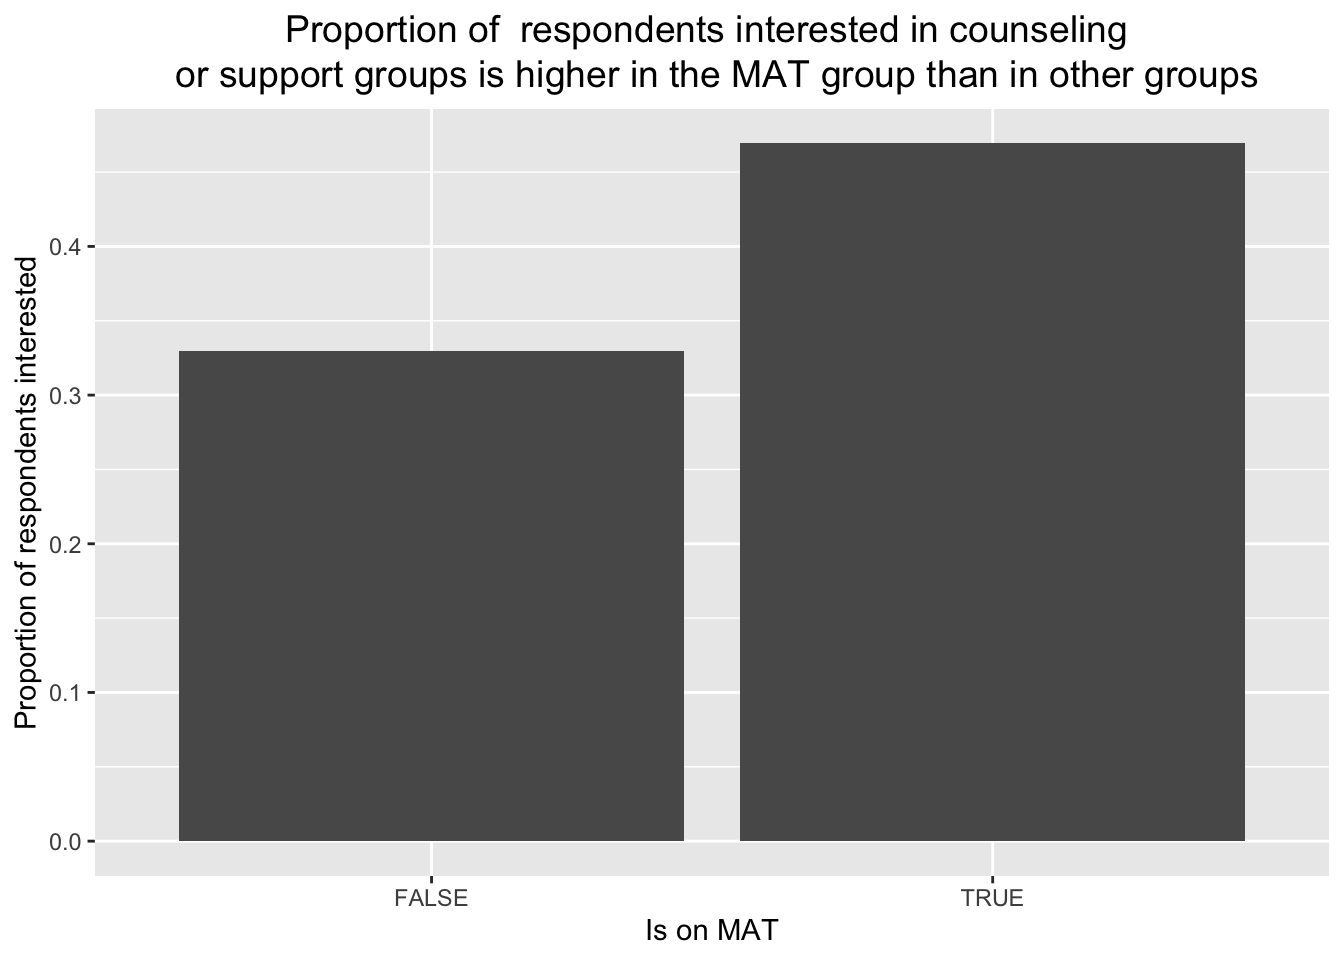 Proportion of  respondents interested in counseling
or support groups is higher in the MAT group than in other groups
Proportion of respondents interested
0.4
0.3
0.2
0.1
0.0
FALSE
TRUE
Is on MAT